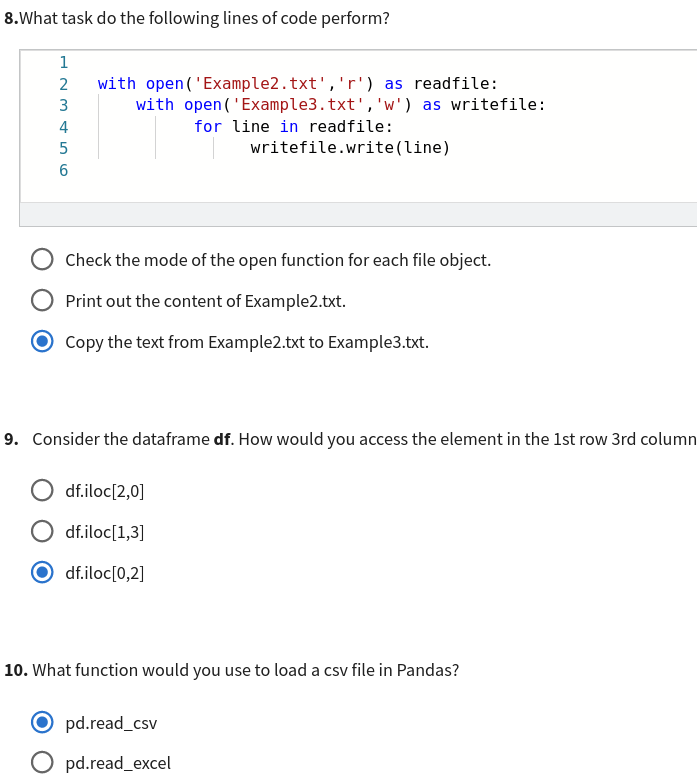 8.What task do the following lines of code perform?
1
2 with open('Example2.txt','r') as readfile:
3 with open('Example3.txt','w') as writefile:
4 for line in readfile:
5 writefile.write(line)
6
Check the mode of the open function for each file object.
Print out the content of Example2.txt.
Copy the text from Example2.txt to Example3.txt.
9. Consider the dataframe df. How would you access the element in the 1st row 3rd column
df.iloc[2,0]
df.iloc[1,3]
df.iloc[0,2]
10. What function would you use to load a csv file in Pandas?
pd.read_csv
pd.read_excel